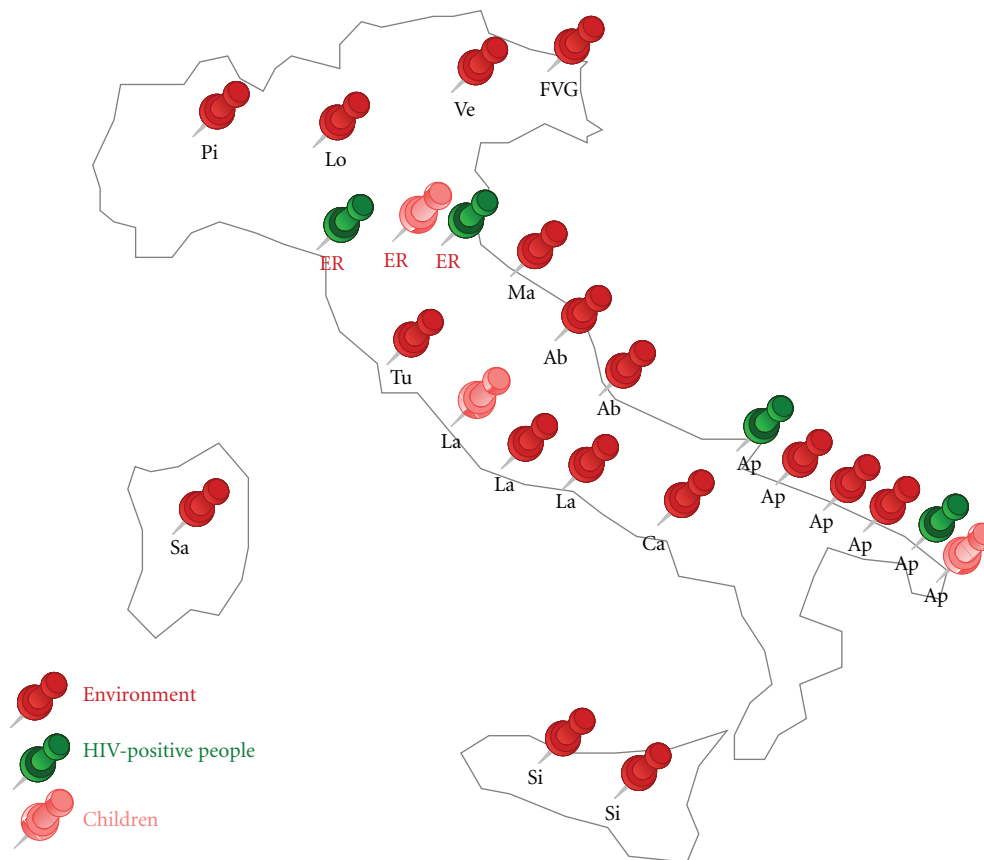 FVG
Ve
Pi
Lo
ER
ER
ER
Ma
Ab
Tu
Ab
La
La
La
Ap
Ap
Ap
Ap
Ap
Ap
Ca
Sa
Environment
HIV-positive people
Children
Si
Si